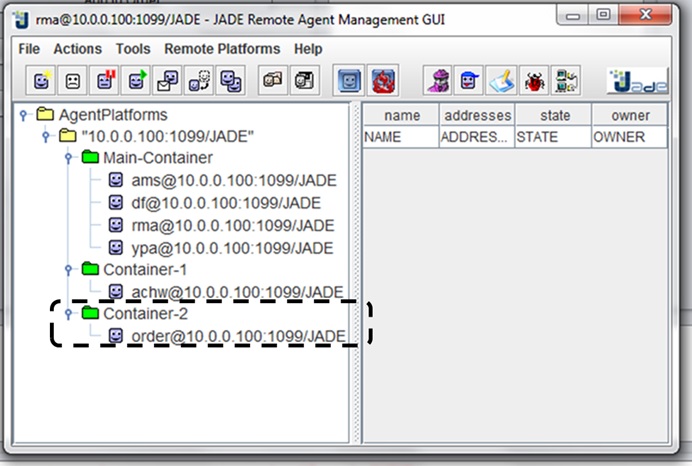 rma@10.0.0.100:1099/JADE - JADE Remote Agent Management GUI
File Actions Tools Remote Platforms Help
Jade
AgentPlatforms
"10.0.0.100:1099/JADE"
Main-Container
ams@10.0.0.100:1099/JADE
df@10.0.0.100:1099/JADE
rma@10.0.0.100:1099/JADE
ypa@10.0.0.100:1099/JADE
Container-1
achw@10.0.0.100:1099/JADE
Container-2
order@10.0.0.100:1099/JADE
name addresses state owner
NAME ADDRES... STATE OWNER